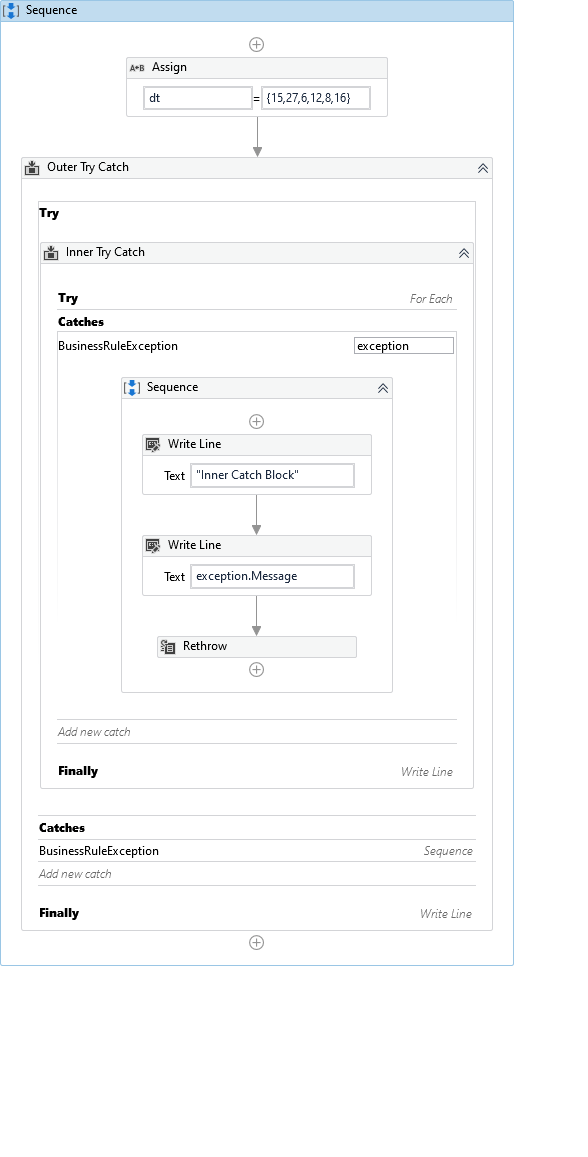 Sequence
A+B Assign
dt = {15,27,6,12,8,16}
Outer Try Catch
Try
Inner Try Catch
Try For Each
Catches
BusinessRuleException exception
Sequence
Write Line
Text "Inner Catch Block"
Write Line
Text exception.Message
Rethrow
Add new catch
Finally Write Line
Catches
BusinessRuleException Sequence
Add new catch
Finally Write Line